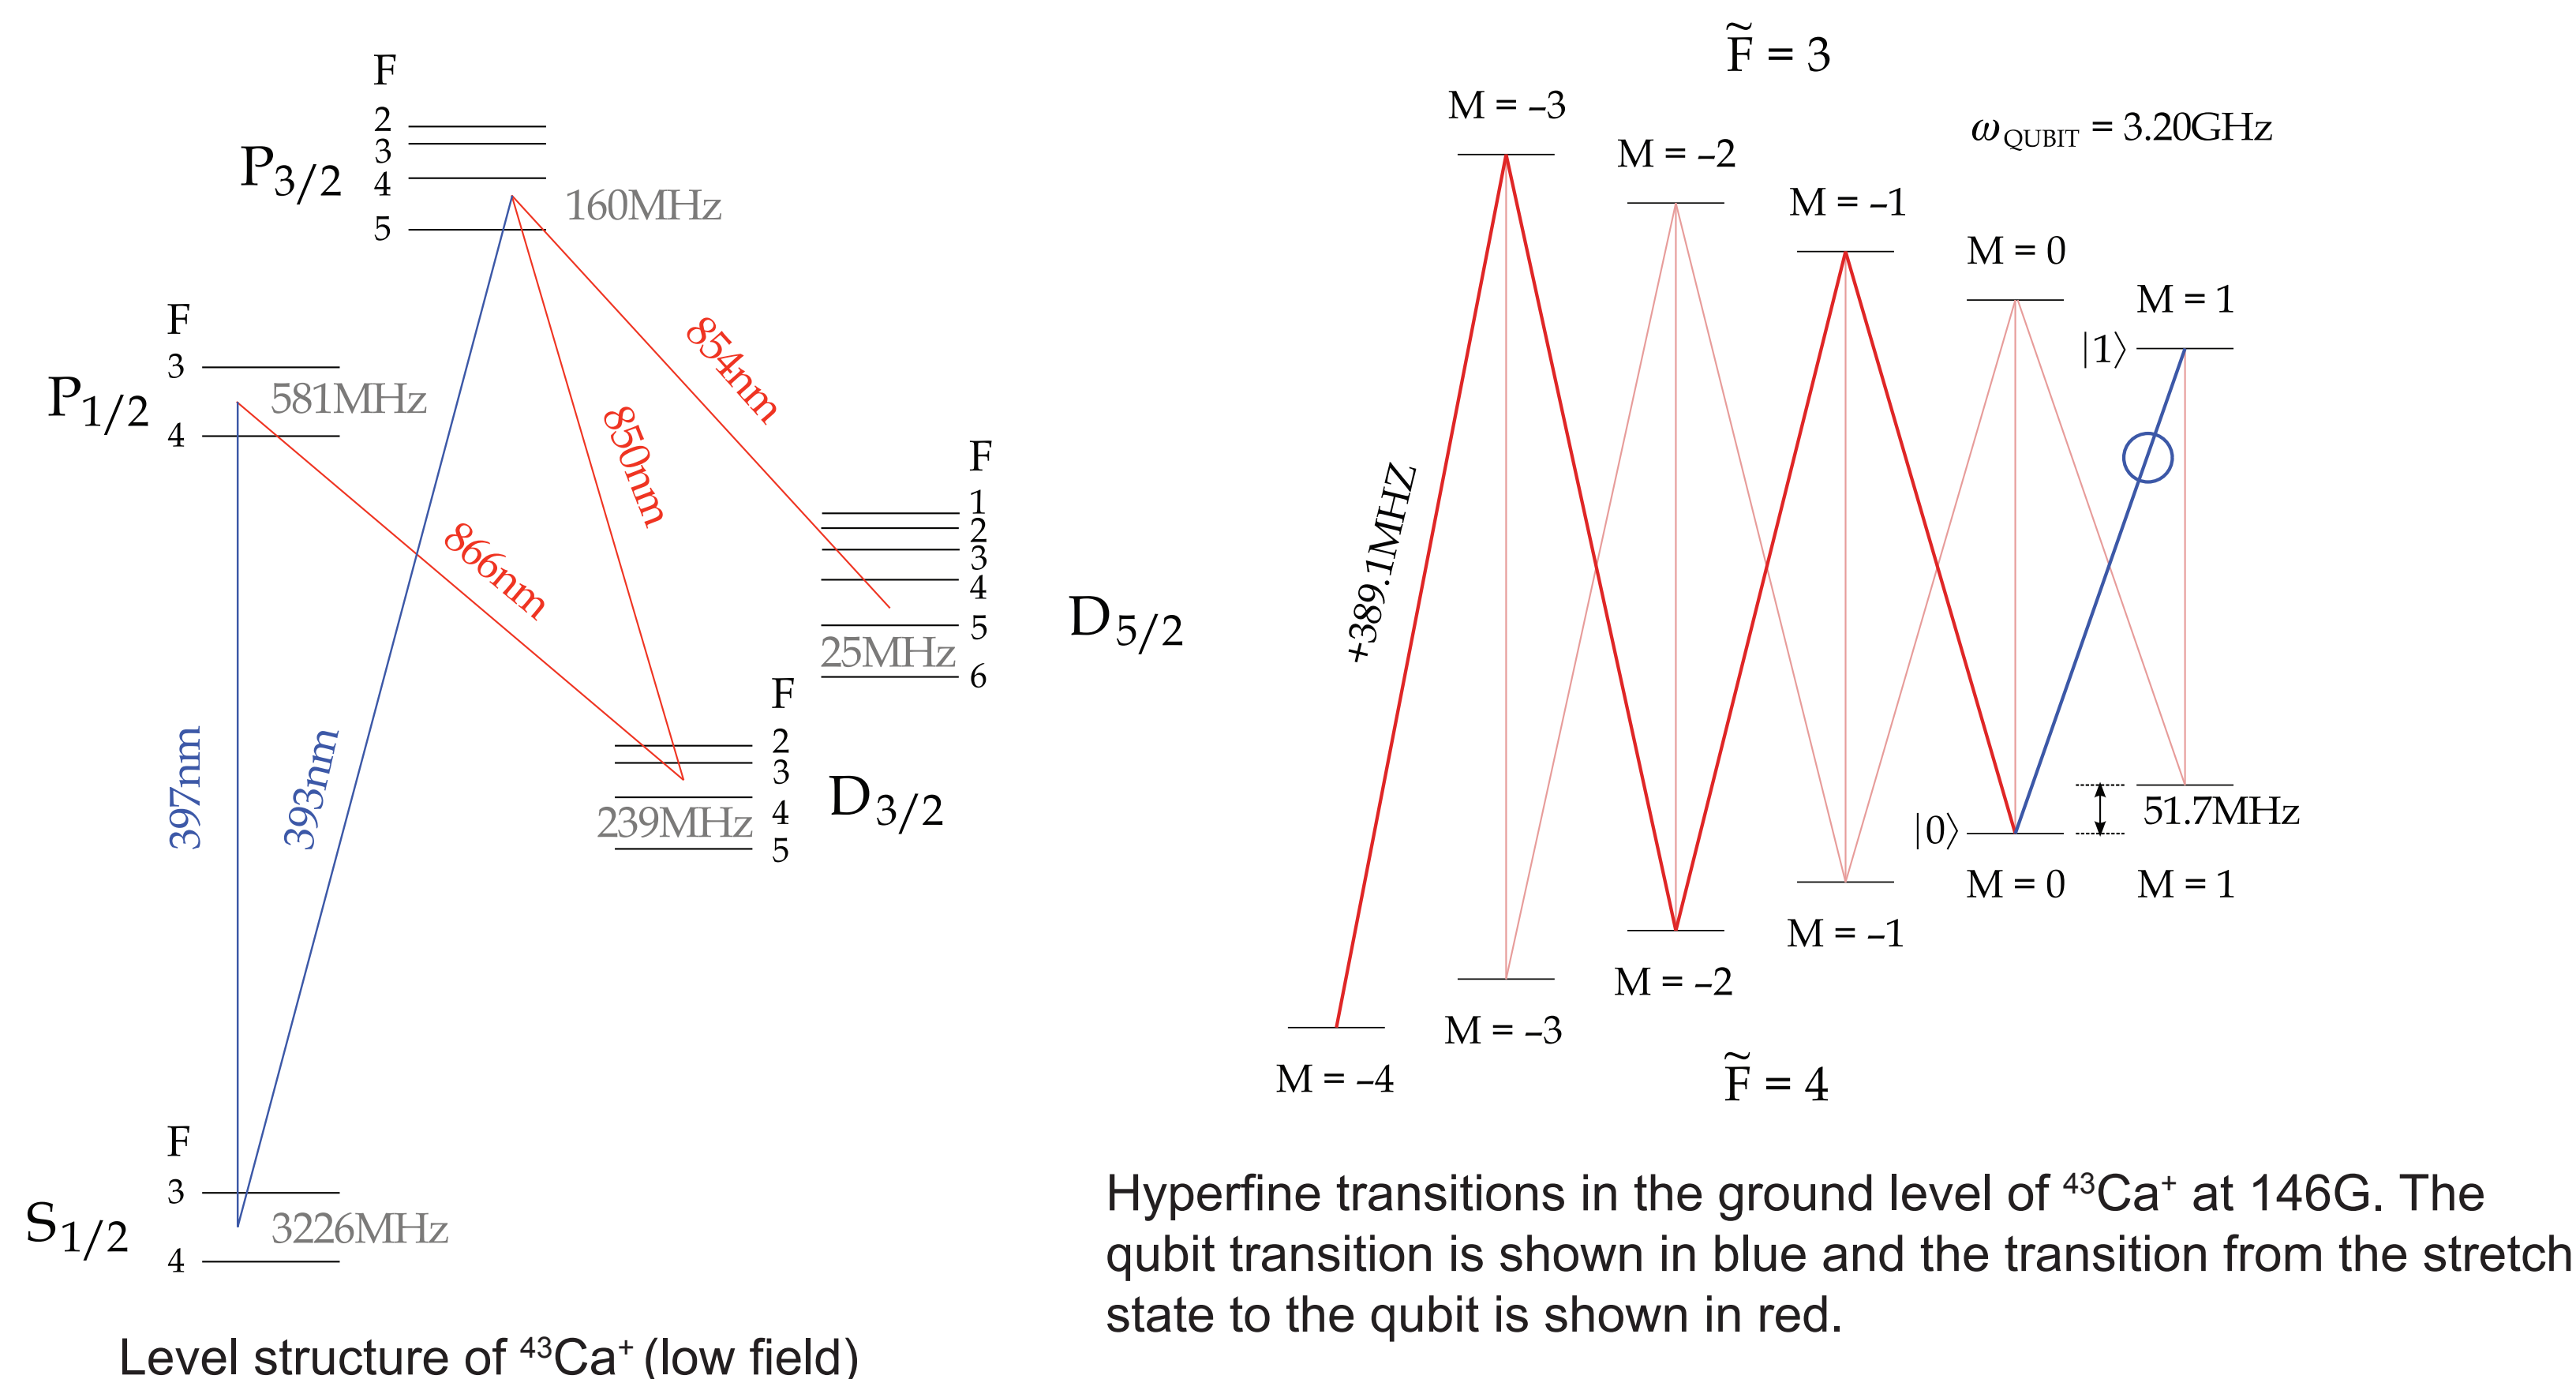 F
2
3
4
5
P3/2
160MHz
F
3
4
P1/2
581MHz
854nm
850nm
866nm
F
1
2
3
4
5
6
D5/2
25MHz
F
2
3
4
5
D3/2
239MHz
397nm
393nm
F
3
4
S1/2
3226MHz
Level structure of ⁴³Ca⁺ (low field)
F̃ = 3
M = –3
M = –2
M = –1
M = 0
M = 1
ωQUBIT = 3.20GHz
|1⟩
+389.1MHZ
|0⟩
51.7MHz
M = 0
M = 1
M = –1
M = –2
M = –3
M = –4
F̃ = 4
Hyperfine transitions in the ground level of ⁴³Ca⁺ at 146G. The
qubit transition is shown in blue and the transition from the stretch
state to the qubit is shown in red.